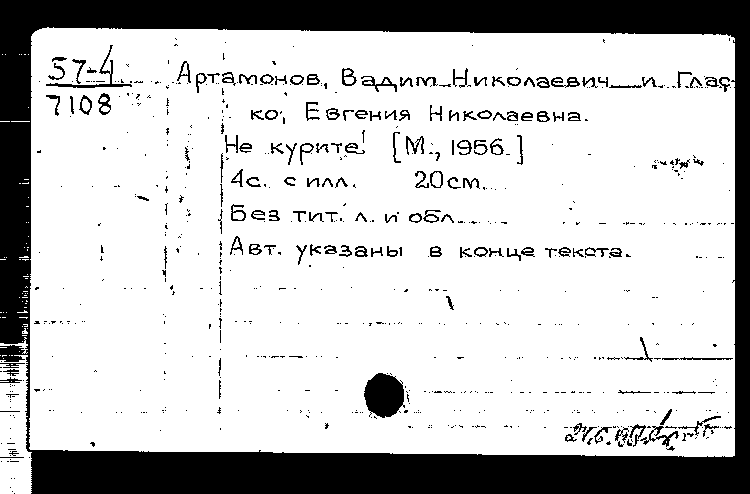 57-4
7108
Артамонов, Вадим Николаевич и Глас-
ко, Евгения Николаевна.
Не курите! [М., 1956.]
4с. с илл. 20см.
Без тит. л. и обл.
Авт. указаны в конце текста.